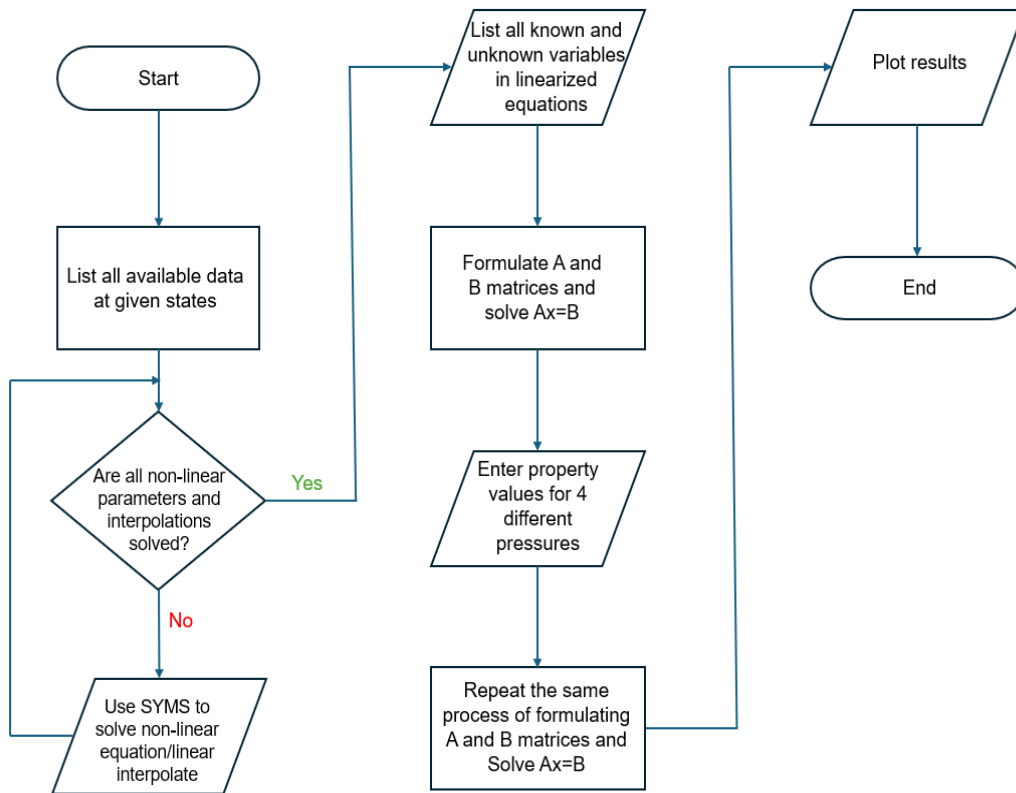 Start
List all available data
at given states
Are all non-linear
parameters and
interpolations
solved?
Yes
No
Use SYMS to
solve non-linear
equation/linear
interpolate
List all known and
unknown variables
in linearized
equations
Formulate A and
B matrices and
solve Ax=B
Enter property
values for 4
different
pressures
Repeat the same
process of formulating
A and B matrices and
Solve Ax=B
Plot results
End